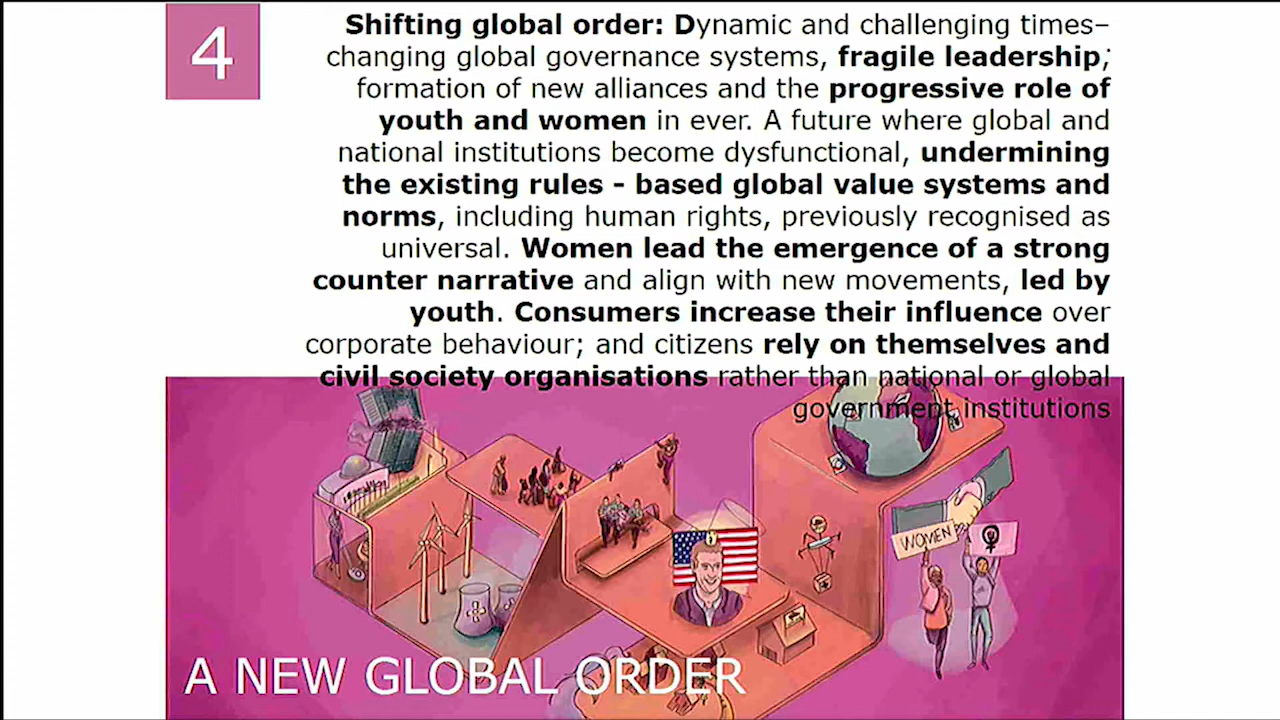 4
Shifting global order: Dynamic and challenging times–
changing global governance systems, fragile leadership;
formation of new alliances and the progressive role of
youth and women in ever. A future where global and
national institutions become dysfunctional, undermining
the existing rules - based global value systems and
norms, including human rights, previously recognised as
universal. Women lead the emergence of a strong
counter narrative and align with new movements, led by
youth. Consumers increase their influence over
corporate behaviour; and citizens rely on themselves and
civil society organisations rather than national or global
government institutions
WOMEN
A NEW GLOBAL ORDER